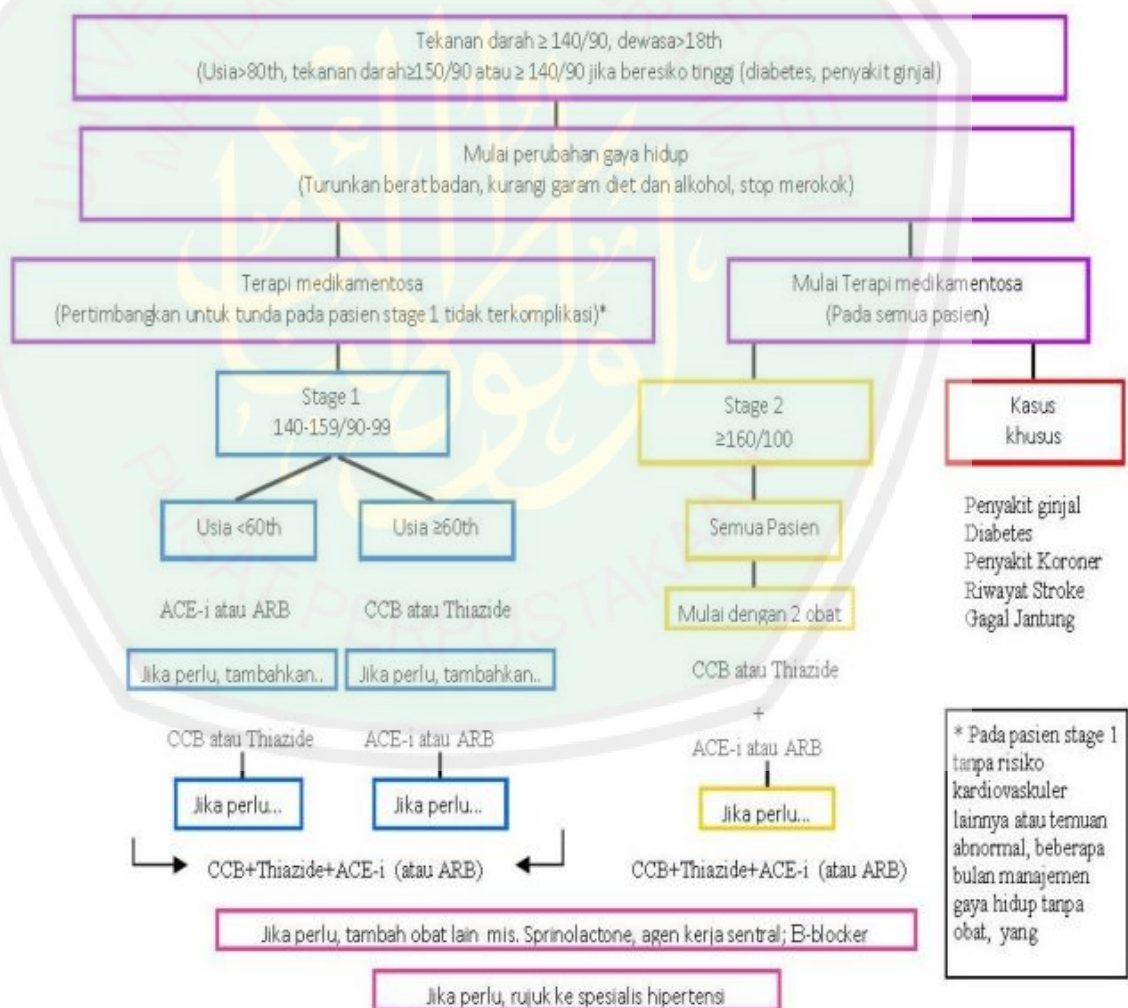 Tekanan darah ≥ 140/90, dewasa>18th
(Usia>80th, tekanan darah≥150/90 atau ≥ 140/90 jika beresiko tinggi (diabetes, penyakit ginjal)
Mulai perubahan gaya hidup
(Turunkan berat badan, kurangi garam diet dan alkohol, stop merokok)
Terapi medikamentosa
(Pertimbangkan untuk tunda pada pasien stage 1 tidak terkomplikasi)*
Mulai Terapi medikamentosa
(Pada semua pasien)
Stage 1
140-159/90-99
Usia <60th
Usia ≥60th
ACE-i atau ARB
CCB atau Thiazide
Jika perlu, tambahkan..
Jika perlu, tambahkan..
CCB atau Thiazide
ACE-i atau ARB
Jika perlu...
Jika perlu...
CCB+Thiazide+ACE-i (atau ARB)
Stage 2
≥160/100
Semua Pasien
Mulai dengan 2 obat
CCB atau Thiazide
+
ACE-i atau ARB
Jika perlu...
CCB+Thiazide+ACE-i (atau ARB)
Kasus
khusus
Penyakit ginjal
Diabetes
Penyakit Koroner
Riwayat Stroke
Gagal Jantung
* Pada pasien stage 1
tanpa risiko
kardiovaskuler
lainnya atau temuan
abnormal, beberapa
bulan manajemen
gaya hidup tanpa
obat, yang
Jika perlu, tambah obat lain mis. Sprinolactone, agen kerja sentral; B-blocker
Jika perlu, rujuk ke spesialis hipertensi
PUSAT PERPUSTAKAAN